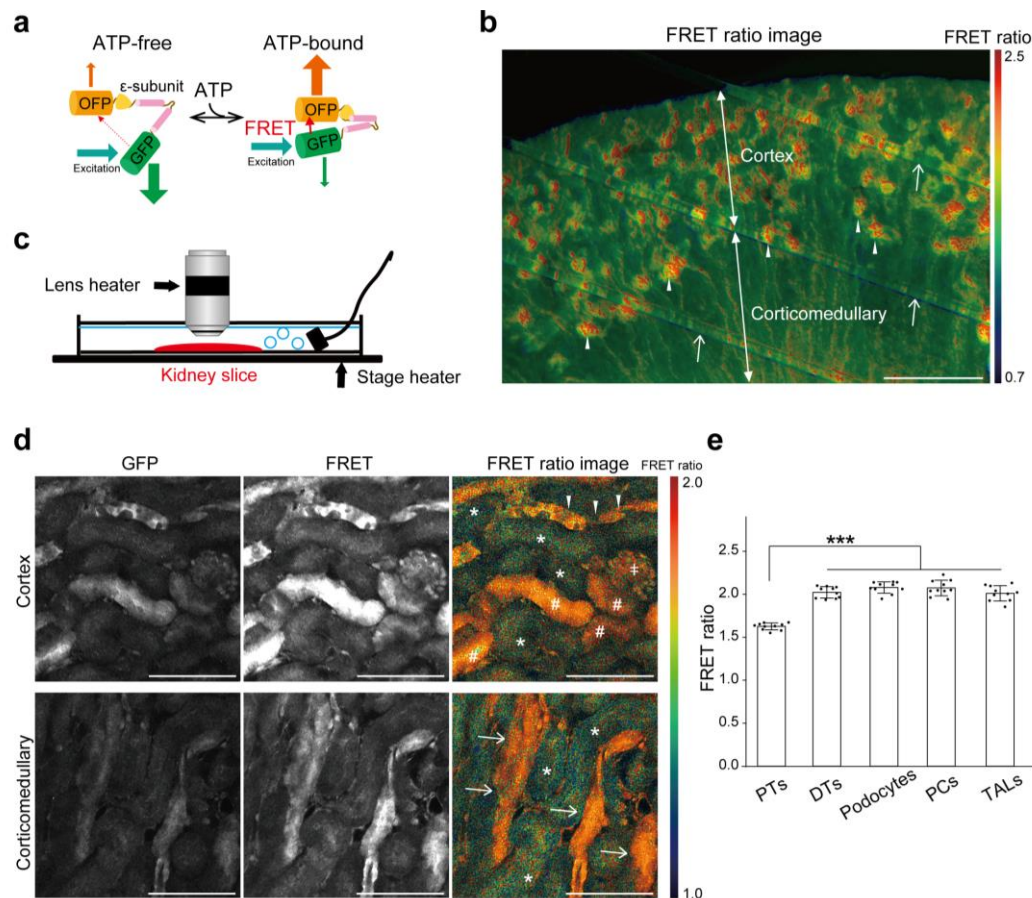 a
ATP-free
ATP-bound
ε-subunit
OFP
GFP
Excitation
ATP
FRET
OFP
GFP
Excitation
b
FRET ratio image
FRET ratio
2.5
Cortex
Corticomedullary
0.7
c
Lens heater
Kidney slice
Stage heater
d
GFP
FRET
FRET ratio image
FRET ratio
2.0
Cortex
* * * *
# # #
‡
Corticomedullary
* * *
1.0
e
***
FRET ratio
2.5
2.0
1.5
1.0
0.5
0.0
PTs
DTs
Podocytes
PCs
TALs